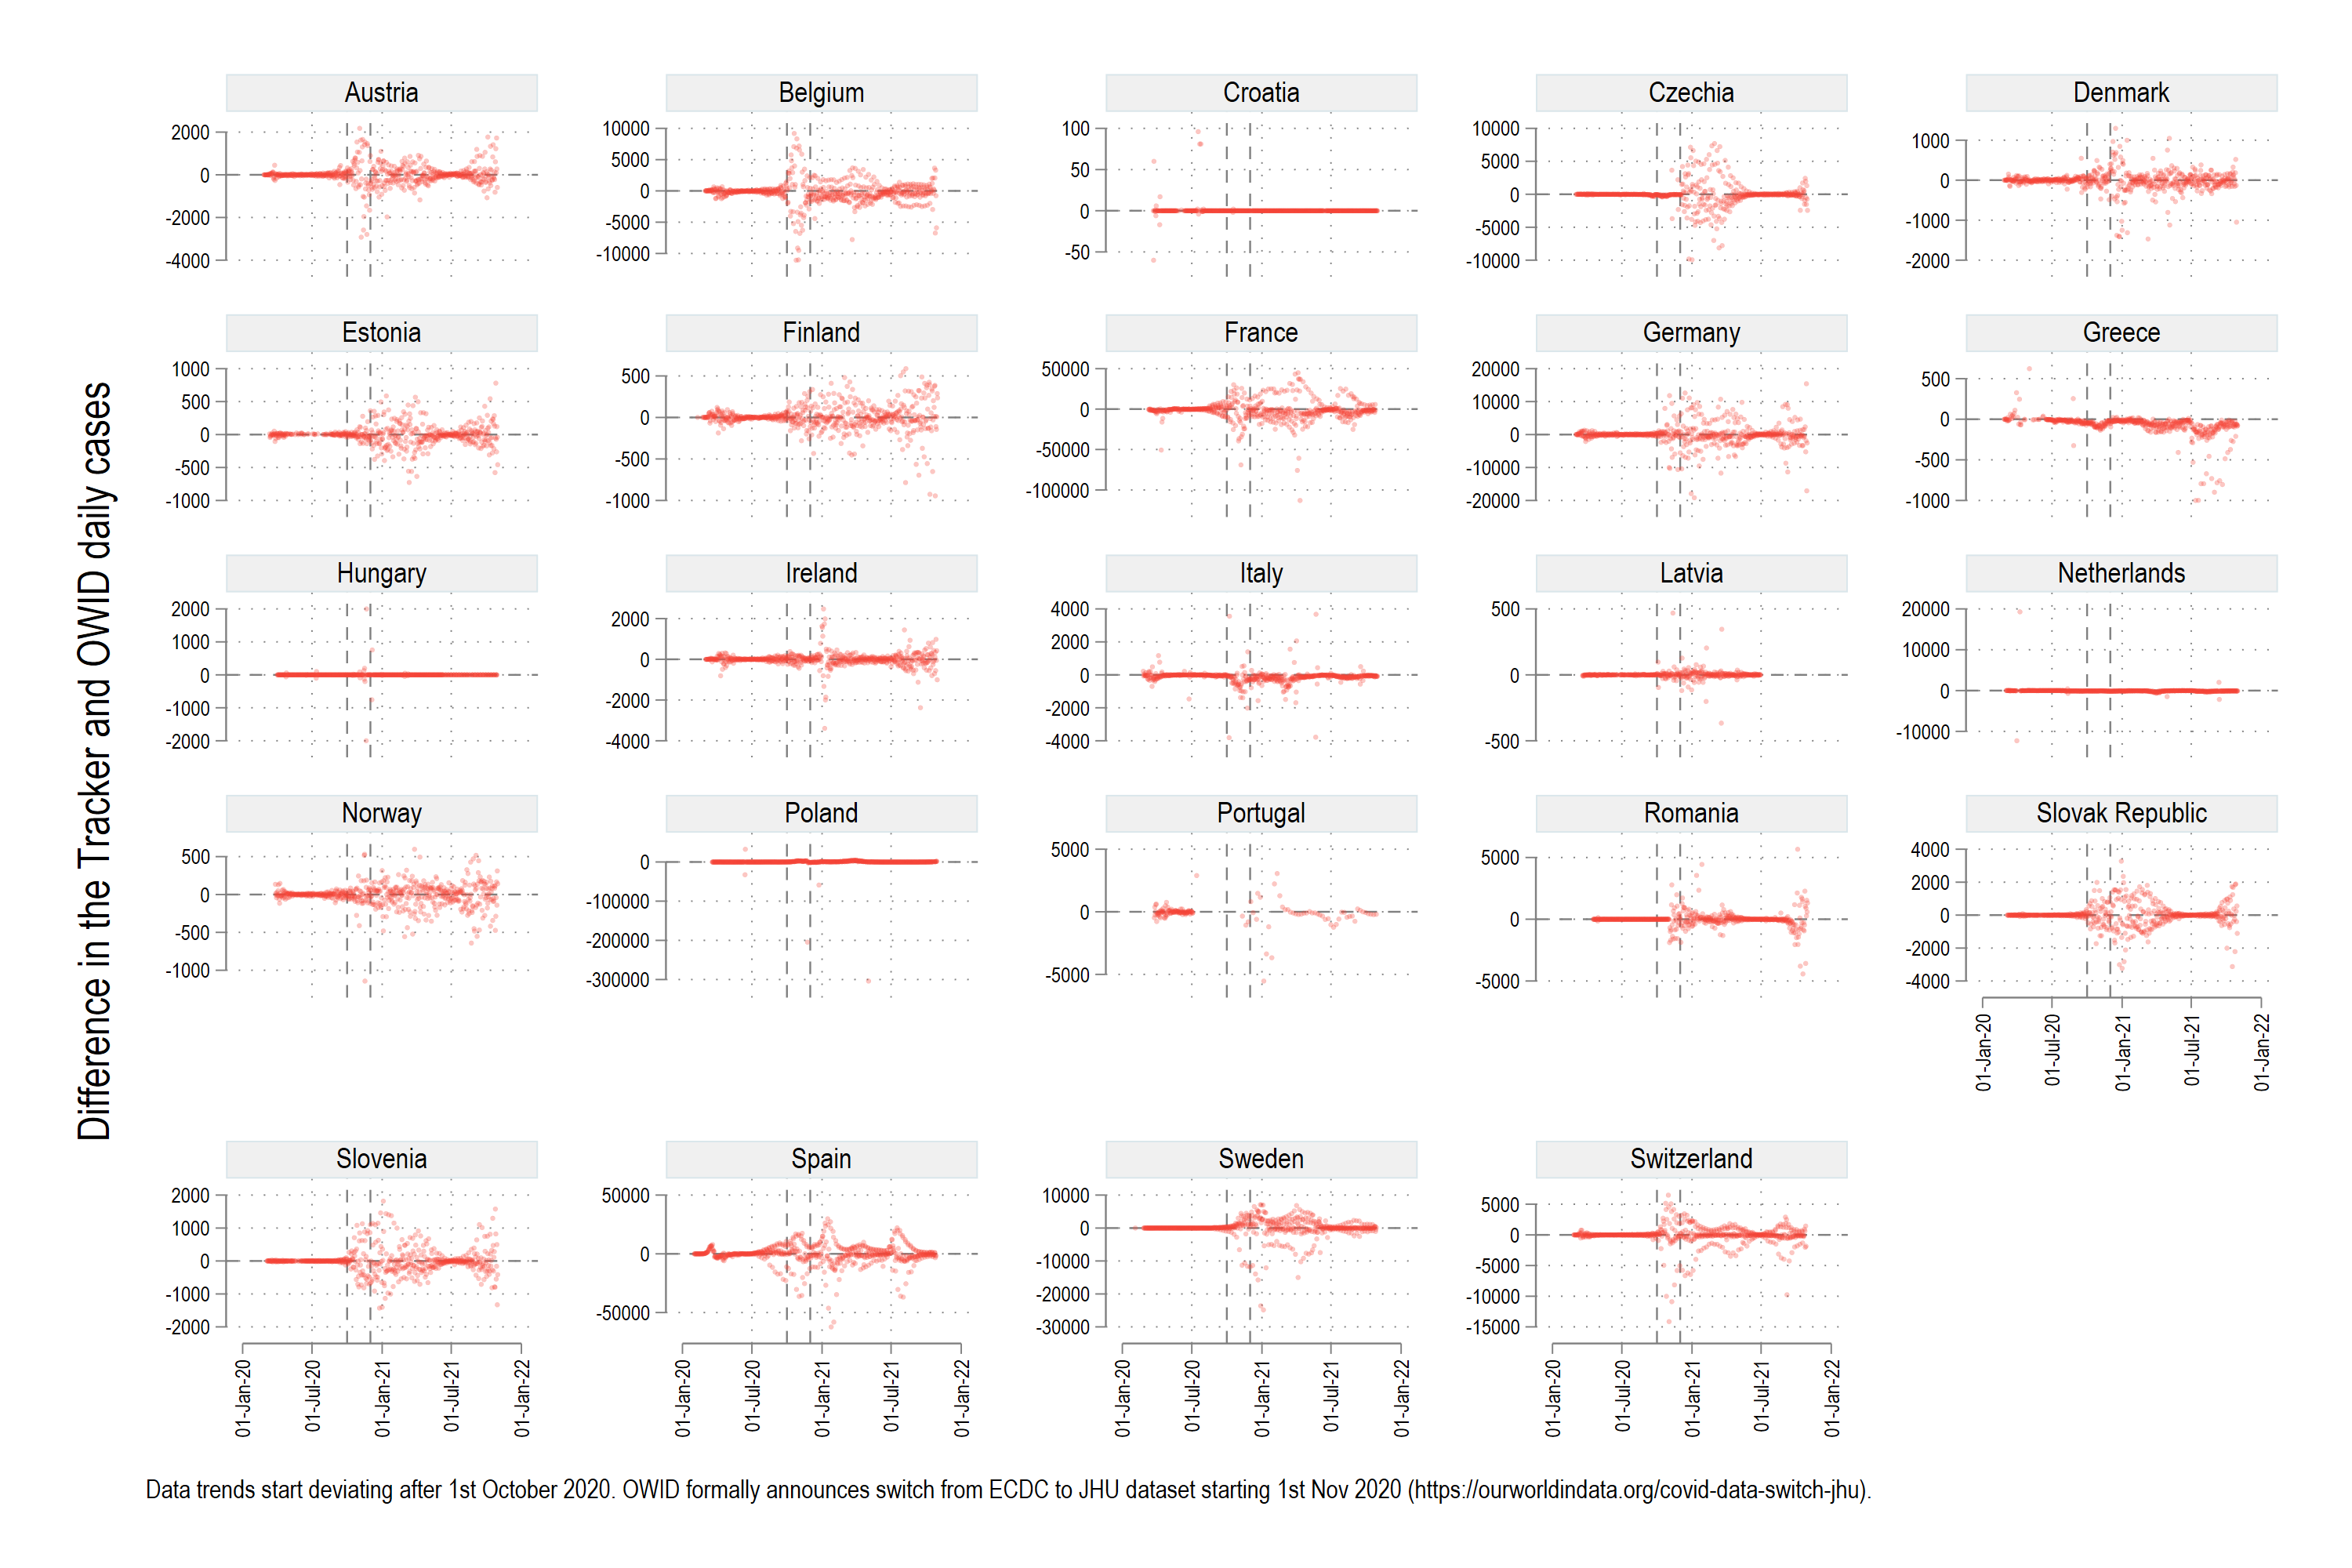 Difference in the Tracker and OWID daily cases
Austria
2000
0
-2000
-4000
Belgium
10000
5000
0
-5000
-10000
Croatia
100
50
0
-50
Czechia
10000
5000
0
-5000
-10000
Denmark
1000
0
-1000
-2000
Estonia
1000
500
0
-500
-1000
Finland
500
0
-500
-1000
France
50000
0
-50000
-100000
Germany
20000
10000
0
-10000
-20000
Greece
500
0
-500
-1000
Hungary
2000
1000
0
-1000
-2000
Ireland
2000
0
-2000
-4000
Italy
4000
2000
0
-2000
-4000
Latvia
500
0
-500
Netherlands
20000
10000
0
-10000
Norway
500
0
-500
-1000
Poland
0
-100000
-200000
-300000
Portugal
5000
0
-5000
Romania
5000
0
-5000
Slovak Republic
4000
2000
0
-2000
-4000
01-Jan-20
01-Jul-20
01-Jan-21
01-Jul-21
01-Jan-22
Slovenia
2000
1000
0
-1000
-2000
01-Jan-20
01-Jul-20
01-Jan-21
01-Jul-21
01-Jan-22
Spain
50000
0
-50000
01-Jan-20
01-Jul-20
01-Jan-21
01-Jul-21
01-Jan-22
Sweden
10000
0
-10000
-20000
-30000
01-Jan-20
01-Jul-20
01-Jan-21
01-Jul-21
01-Jan-22
Switzerland
5000
0
-5000
-10000
-15000
01-Jan-20
01-Jul-20
01-Jan-21
01-Jul-21
01-Jan-22
Data trends start deviating after 1st October 2020. OWID formally announces switch from ECDC to JHU dataset starting 1st Nov 2020 (https://ourworldindata.org/covid-data-switch-jhu).